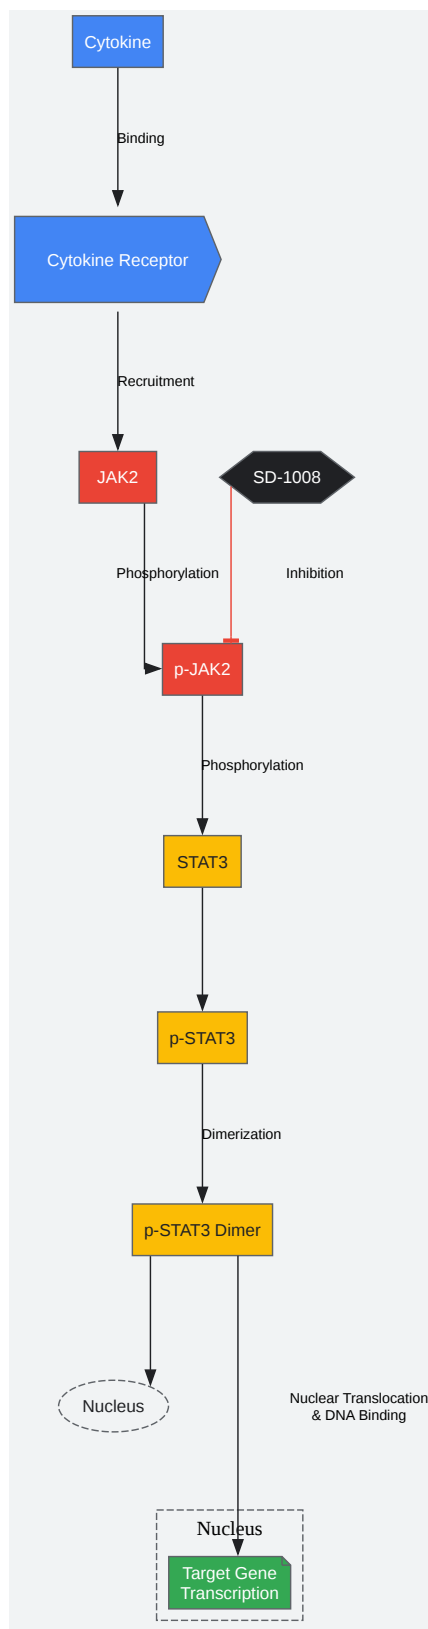 Cytokine
Binding
Cytokine Receptor
Recruitment
JAK2
SD-1008
Phosphorylation
Inhibition
p-JAK2
Phosphorylation
STAT3
p-STAT3
Dimerization
p-STAT3 Dimer
Nucleus
Nuclear Translocation
& DNA Binding
Nucleus
Target Gene
Transcription